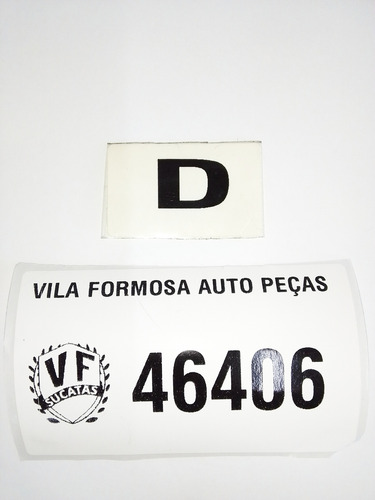 D
VILA FORMOSA AUTO PEÇAS
VF
SUCATAS
46406